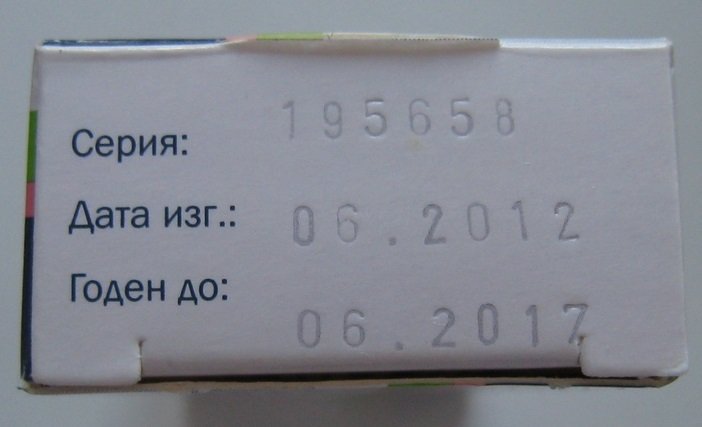 Серия: 195658
Дата изг.: 06.2012
Годен до: 06.2017